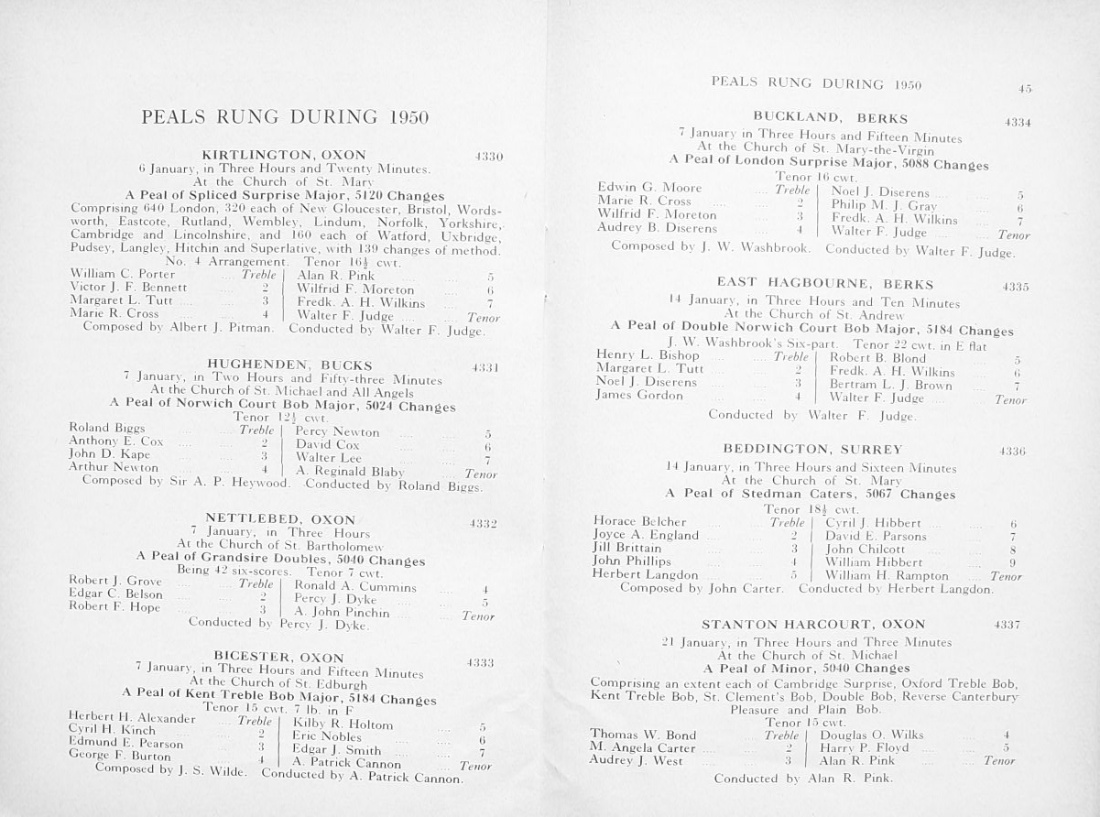 PEALS RUNG DURING 1950
KIRTLINGTON, OXON 4330
6 January, in Three Hours and Twenty Minutes.
At the Church of St. Mary
A Peal of Spliced Surprise Major, 5120 Changes
Comprising 640 London, 320 each of New Gloucester, Bristol, Words-
worth, Eastcote, Rutland, Wembley, Lindum, Norfolk, Yorkshire,
Cambridge and Lincolnshire, and 160 each of Watford, Uxbridge,
Pudsey, Langley, Hitchin and Superlative, with 139 changes of method.
No. 4 Arrangement. Tenor 16½ cwt.
William C. Porter .... Treble | Alan R. Pink .... 5
Victor J. F. Bennett .... 2 | Wilfrid F. Moreton .... 6
Margaret L. Tutt .... 3 | Fredk. A. H. Wilkins .... 7
Marie R. Cross .... 4 | Walter F. Judge .... Tenor
Composed by Albert J. Pitman. Conducted by Walter F. Judge.
HUGHENDEN, BUCKS 4331
7 January, in Two Hours and Fifty-three Minutes
At the Church of St. Michael and All Angels
A Peal of Norwich Court Bob Major, 5024 Changes
Tenor 12½ cwt.
Roland Biggs .... Treble | Percy Newton .... 5
Anthony E. Cox .... 2 | David Cox .... 6
John D. Kape .... 3 | Walter Lee .... 7
Arthur Newton .... 4 | A. Reginald Blaby .... Tenor
Composed by Sir A. P. Heywood. Conducted by Roland Biggs.
NETTLEBED, OXON 4332
7 January, in Three Hours
At the Church of St. Bartholomew
A Peal of Grandsire Doubles, 5040 Changes
Being 42 six-scores. Tenor 7 cwt.
Robert J. Grove .... Treble | Ronald A. Cummins .... 4
Edgar C. Belson .... 2 | Percy J. Dyke .... 5
Robert F. Hope .... 3 | A. John Pinchin .... Tenor
Conducted by Percy J. Dyke.
BICESTER, OXON 4333
7 January, in Three Hours and Fifteen Minutes
At the Church of St. Edburgh
A Peal of Kent Treble Bob Major, 5184 Changes
Tenor 15 cwt. 7 lb. in F
Herbert H. Alexander .... Treble | Kilby R. Holtom .... 5
Cyril H. Kinch .... 2 | Eric Nobles .... 6
Edmund E. Pearson .... 3 | Edgar J. Smith .... 7
George F. Burton .... 4 | A. Patrick Cannon .... Tenor
Composed by J. S. Wilde. Conducted by A. Patrick Cannon.
PEALS RUNG DURING 1950 45
BUCKLAND, BERKS 4334
7 January in Three Hours and Fifteen Minutes
At the Church of St. Mary-the-Virgin
A Peal of London Surprise Major, 5088 Changes
Tenor 16 cwt.
Edwin G. Moore .... Treble | Noel J. Diserens .... 5
Marie R. Cross .... 2 | Philip M. J. Gray .... 6
Wilfrid F. Moreton .... 3 | Fredk. A. H. Wilkins .... 7
Audrey B. Diserens .... 4 | Walter F. Judge .... Tenor
Composed by J. W. Washbrook. Conducted by Walter F. Judge.
EAST HAGBOURNE, BERKS 4335
14 January, in Three Hours and Ten Minutes
At the Church of St. Andrew
A Peal of Double Norwich Court Bob Major, 5184 Changes
J. W. Washbrook's Six-part. Tenor 22 cwt. in E flat
Henry L. Bishop .... Treble | Robert B. Blond .... 5
Margaret L. Tutt .... 2 | Fredk. A. H. Wilkins .... 6
Noel J. Diserens .... 3 | Bertram L. J. Brown .... 7
James Gordon .... 4 | Walter F. Judge .... Tenor
Conducted by Walter F. Judge.
BEDDINGTON, SURREY 4336
14 January, in Three Hours and Sixteen Minutes
At the Church of St. Mary
A Peal of Stedman Caters, 5067 Changes
Tenor 18½ cwt.
Horace Belcher Treble | Cyril J. Hibbert .... 6
Joyce A. England .... 2 | David E. Parsons .... 7
Jill Brittain .... 3 | John Chilcott .... 8
John Phillips .... 4 | William Hibbert .... 9
Herbert Langdon .... 5 | William H. Rampton .... Tenor
Composed by John Carter. Conducted by Herbert Langdon.
STANTON HARCOURT, OXON 4337
21 January, in Three Hours and Three Minutes
At the Church of St. Michael
A Peal of Minor, 5040 Changes
Comprising an extent each of Cambridge Surprise, Oxford Treble Bob,
Kent Treble Bob, St. Clement's Bob, Double Bob, Reverse Canterbury
Pleasure and Plain Bob.
Tenor 15 cwt.
Thomas W. Bond .... Treble | Douglas O. Wilks .... 4
M. Angela Carter .... 2 | Harry P. Floyd .... 5
Audrey J. West .... 3 | Alan R. Pink .... Tenor
Conducted by Alan R. Pink.